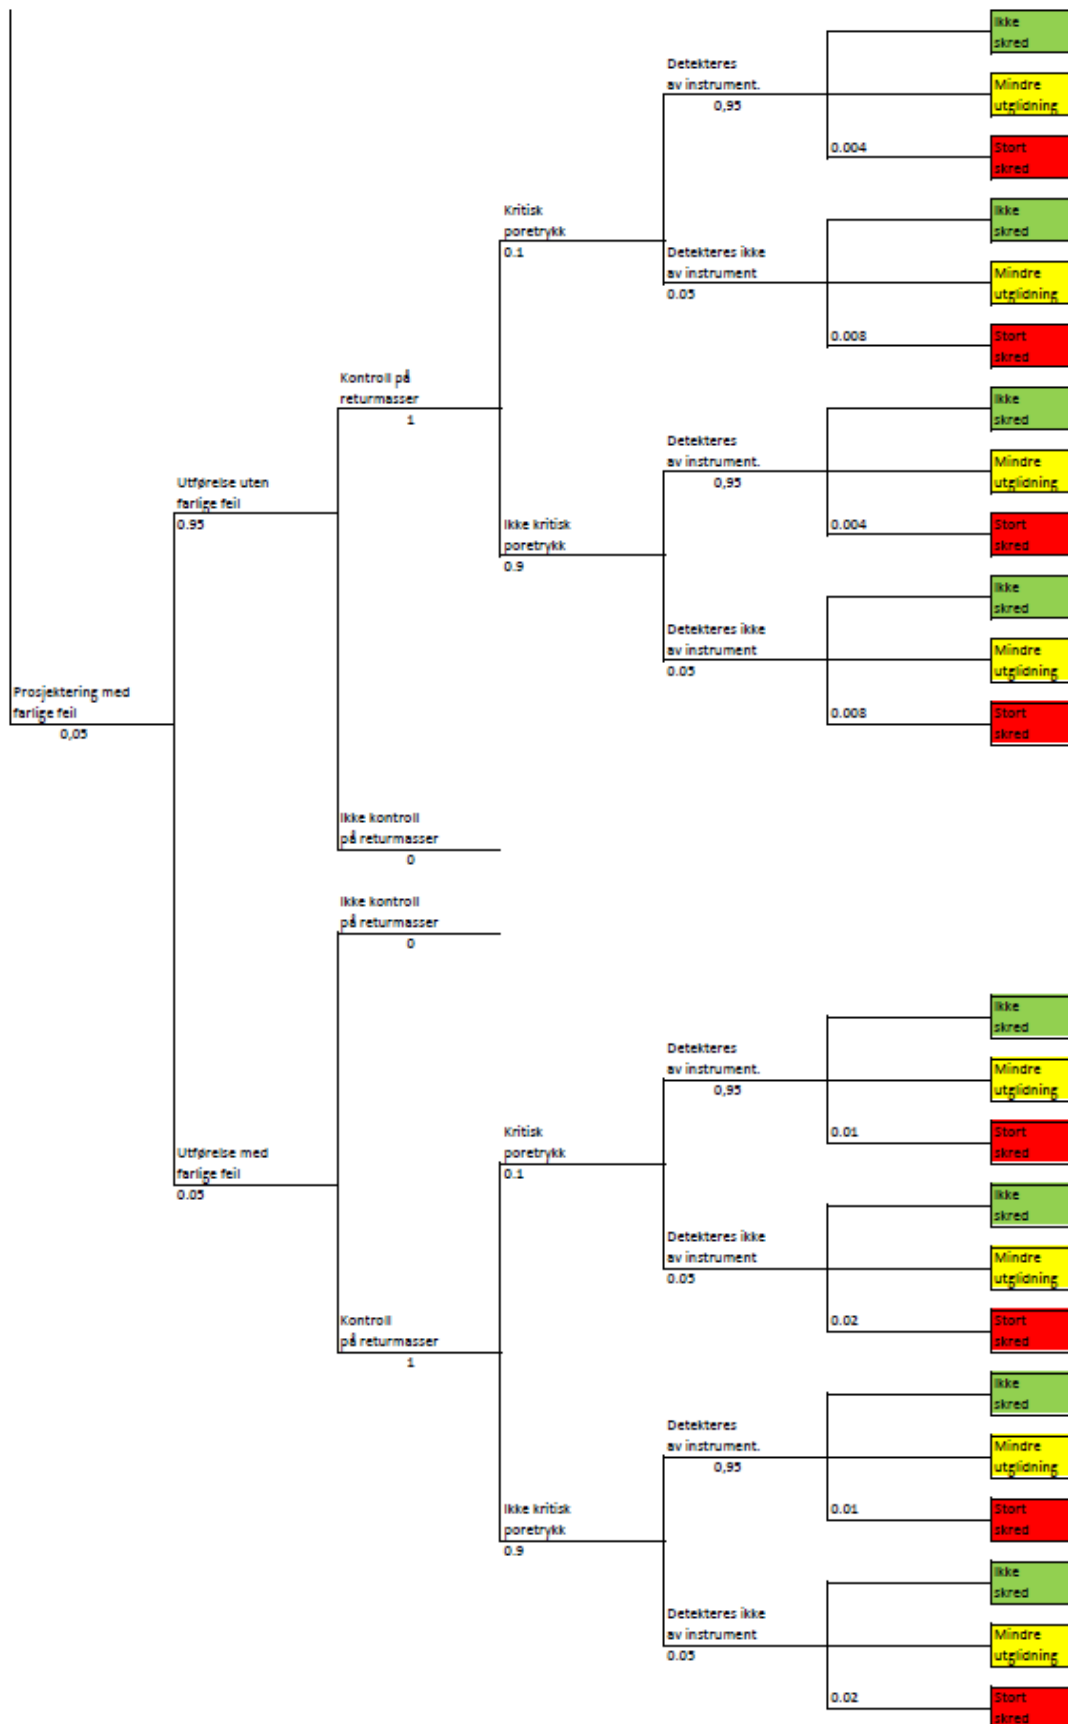 Ikke
skred
Detekteres
av instrument.
0,95
Mindre
utglidning
0.004
Stort
skred
Kritisk
poretrykk
0.1
Ikke
skred
Detekteres ikke
av instrument
0.05
Mindre
utglidning
0.008
Stort
skred
Kontroll på
returmasser
1
Ikke
skred
Detekteres
av instrument.
0,95
Mindre
utglidning
Utførelse uten
farlige feil
0.95
Ikke kritisk
poretrykk
0.9
0.004
Stort
skred
Ikke
skred
Detekteres ikke
av instrument
0.05
Mindre
utglidning
Prosjektering med
farlige feil
0,05
0.008
Stort
skred
Ikke kontroll
på returmasser
0
Ikke kontroll
på returmasser
0
Ikke
skred
Detekteres
av instrument.
0,95
Mindre
utglidning
Kritisk
poretrykk
0.1
0.01
Stort
skred
Utførelse med
farlige feil
0.05
Ikke
skred
Detekteres ikke
av instrument
0.05
Mindre
utglidning
0.02
Stort
skred
Kontroll
på returmasser
1
Ikke
skred
Detekteres
av instrument.
0,95
Mindre
utglidning
Ikke kritisk
poretrykk
0.9
0.01
Stort
skred
Ikke
skred
Detekteres ikke
av instrument
0.05
Mindre
utglidning
0.02
Stort
skred